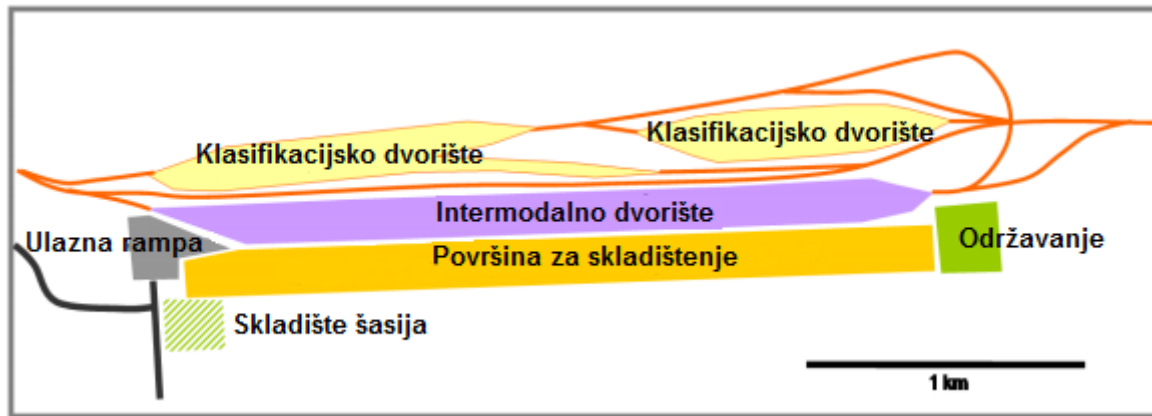 Klasifikacijsko dvorište
Klasifikacijsko dvorište
Intermodalno dvorište
Ulazna rampa
Održavanje
Površina za skladištenje
Skladište šasija
1 km